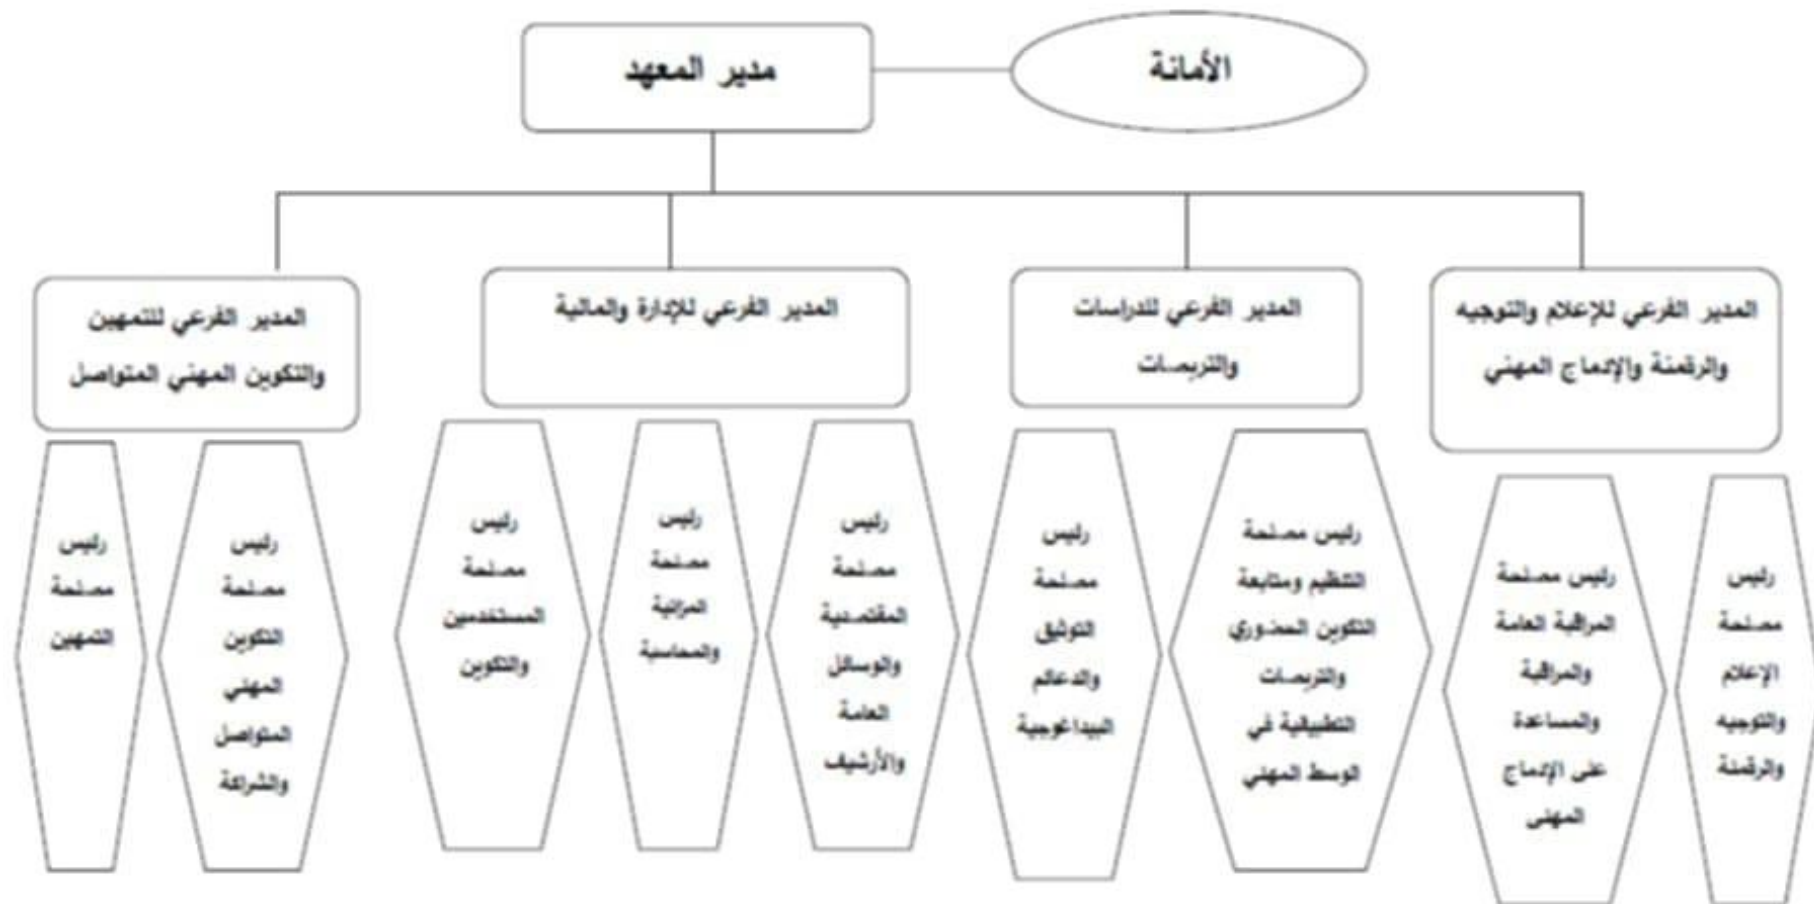 الأمانة
مدير المعهد
المدير الفرعي للإعلام والتوجيه
والرقمنة والإدماج المهني
المدير الفرعي للدراسات
والتربصات
المدير الفرعي للإدارة والمالية
المدير الفرعي للتمهين
والتكوين المهني المتواصل
رئيس
مصلحة
الإعلام
والتوجيه
والرقمنة
رئيس مصلحة
المراقبة العامة
والمراقبة
والمساعدة
على الإدماج
المهني
رئيس مصلحة
التنظيم ومتابعة
التكوين الحضوري
والتربصات
التطبيقية في
الوسط المهني
رئيس
مصلحة
التوثيق
والدعائم
البيداغوجية
رئيس
مصلحة
المقتصدية
والوسائل
العامة
والأرشيف
رئيس
مصلحة
المزانية
والمحاسبة
رئيس
مصلحة
المستخدمين
والتكوين
رئيس
مصلحة
التكوين
المهني
المتواصل
والشراكة
رئيس
مصلحة
التمهين